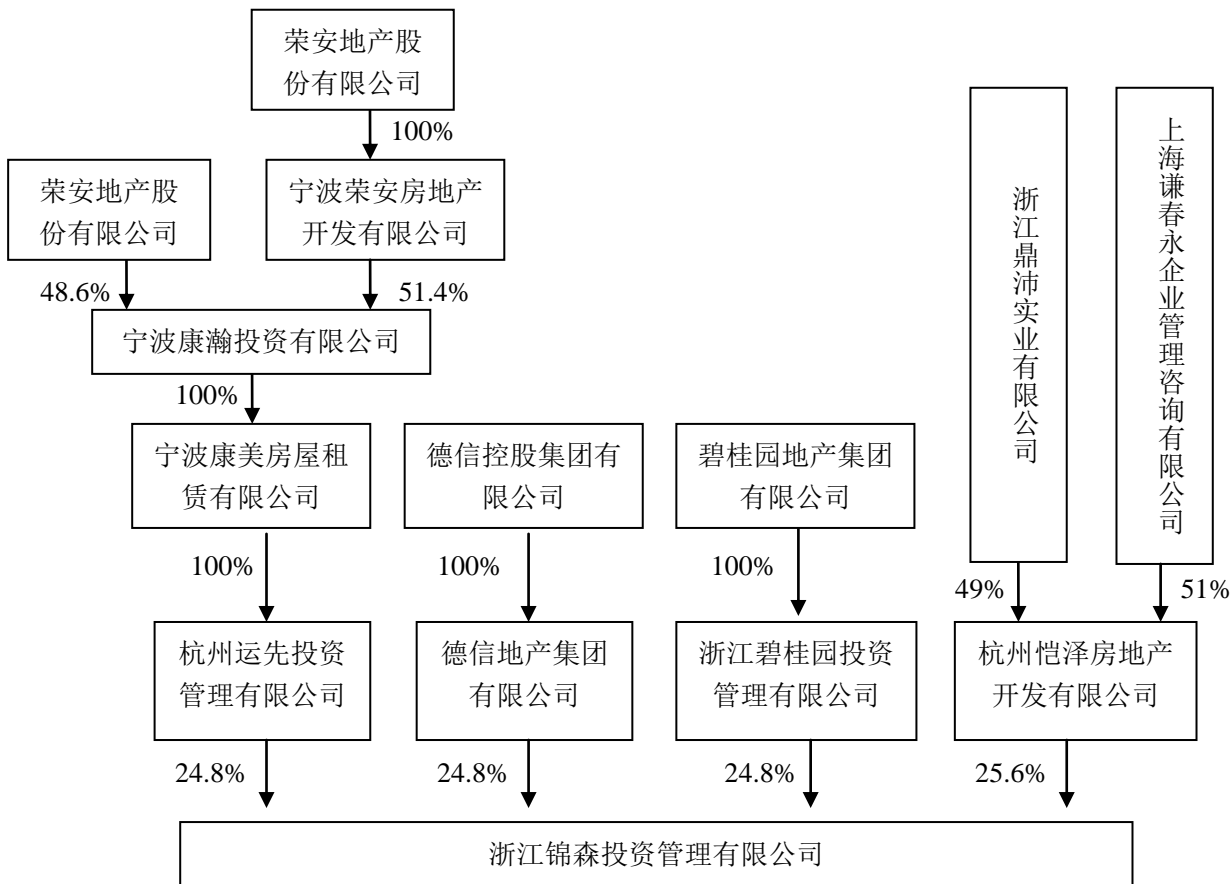 荣安地产股
份有限公司
100%
荣安地产股
份有限公司
宁波荣安房地产
开发有限公司
48.6%
51.4%
宁波康瀚投资有限公司
100%
宁波康美房屋租
赁有限公司
德信控股集团有
限公司
碧桂园地产集团
有限公司
浙江鼎沛实业有限公司
上海谦春永企业管理咨询有限公司
100%
100%
100%
49%
51%
杭州运先投资
管理有限公司
德信地产集团
有限公司
浙江碧桂园投资
管理有限公司
杭州恺泽房地产
开发有限公司
24.8%
24.8%
24.8%
25.6%
浙江锦森投资管理有限公司